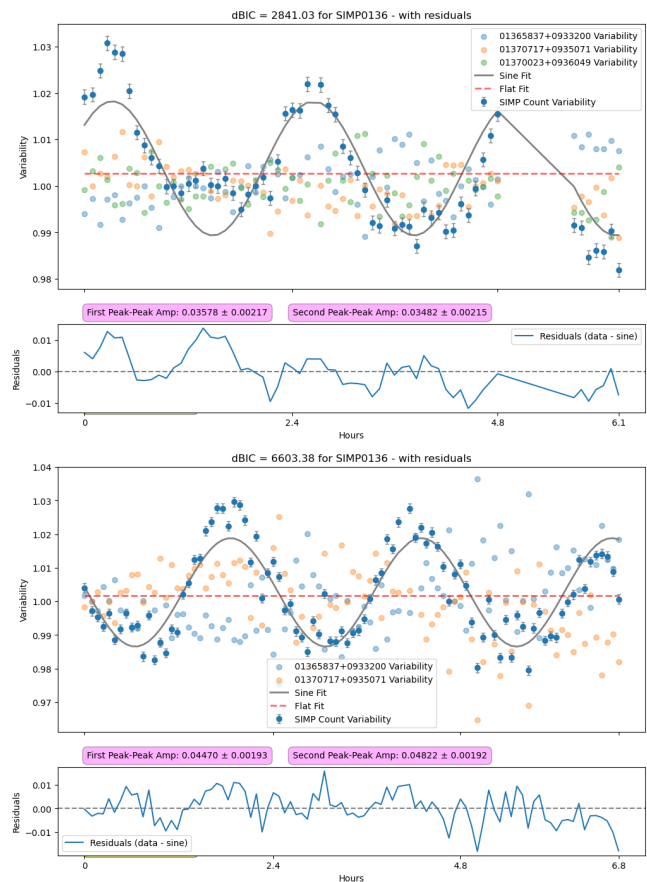 dBIC = 2841.03 for SIMP0136 - with residuals
1.03
1.02
1.01
1.00
0.99
0.98
Variability
01365837+0933200 Variability
01370717+0935071 Variability
01370023+0936049 Variability
Sine Fit
Flat Fit
SIMP Count Variability
First Peak-Peak Amp: 0.03578 ± 0.00217
Second Peak-Peak Amp: 0.03482 ± 0.00215
0.01
0.00
−0.01
Residuals
Residuals (data - sine)
0
2.4
4.8
6.1
Hours
dBIC = 6603.38 for SIMP0136 - with residuals
1.04
1.03
1.02
1.01
1.00
0.99
0.98
0.97
Variability
01365837+0933200 Variability
01370717+0935071 Variability
Sine Fit
Flat Fit
SIMP Count Variability
First Peak-Peak Amp: 0.04470 ± 0.00193
Second Peak-Peak Amp: 0.04822 ± 0.00192
0.01
0.00
−0.01
Residuals
Residuals (data - sine)
0
2.4
4.8
6.8
Hours